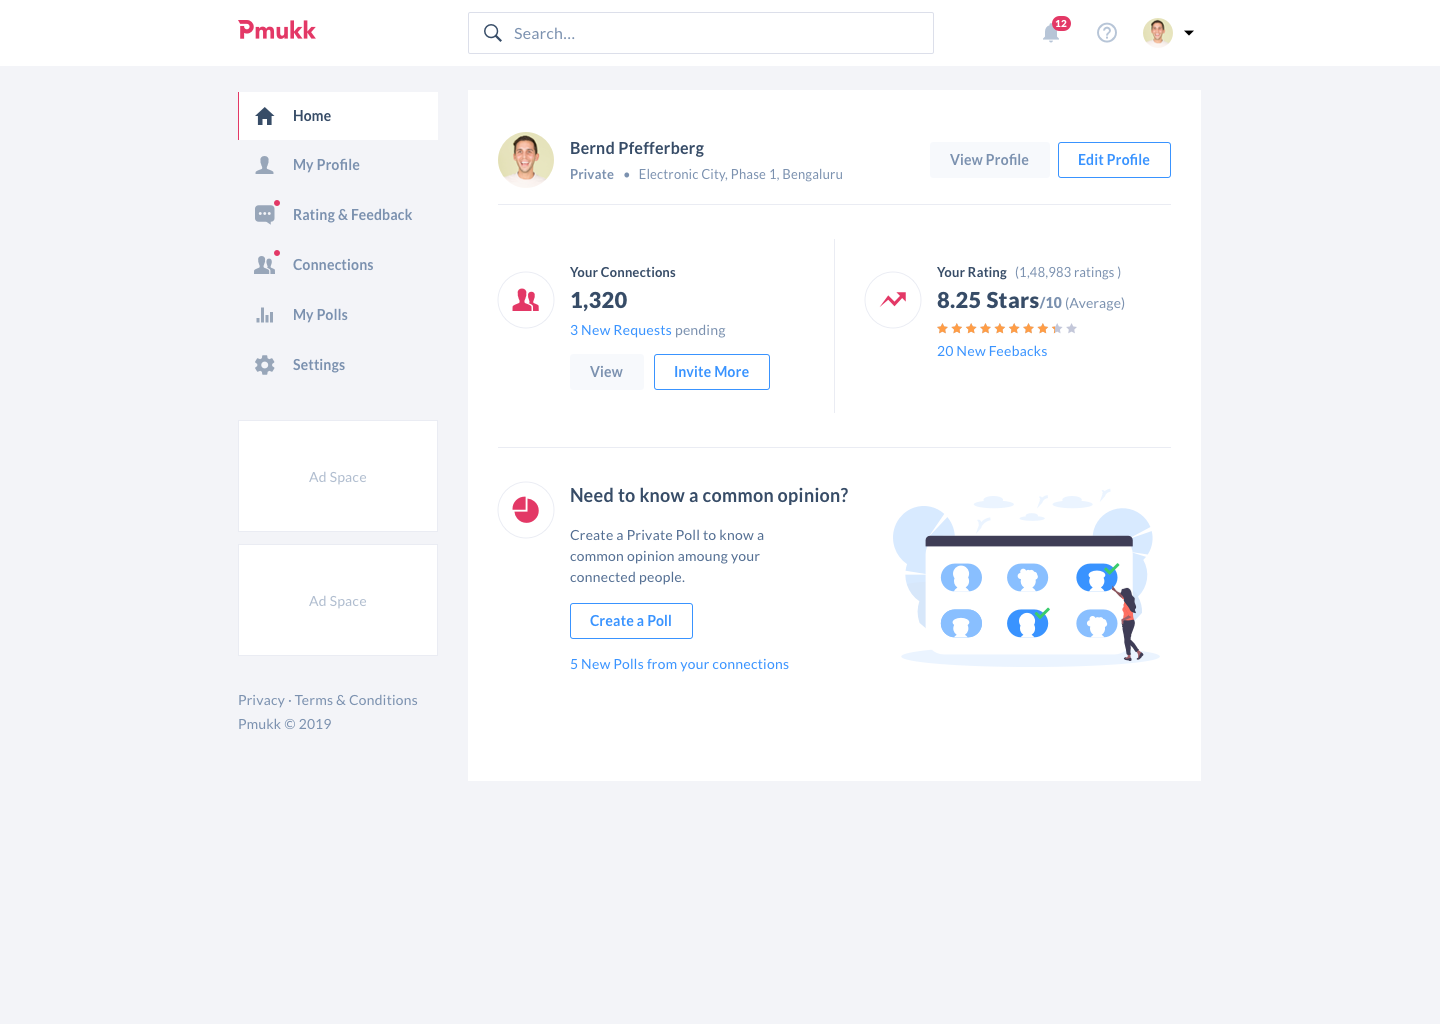 Pmukk
Search...
12
Home
My Profile
Rating & Feedback
Connections
My Polls
Settings
Ad Space
Ad Space
Privacy · Terms & Conditions
Pmukk © 2019
Bernd Pfefferberg
Private • Electronic City, Phase 1, Bengaluru
View Profile
Edit Profile
Your Connections
1,320
3 New Requests pending
View
Invite More
Your Rating (1,48,983 ratings )
8.25 Stars/10 (Average)
20 New Feebacks
Need to know a common opinion?
Create a Private Poll to know a
common opinion amoung your
connected people.
Create a Poll
5 New Polls from your connections